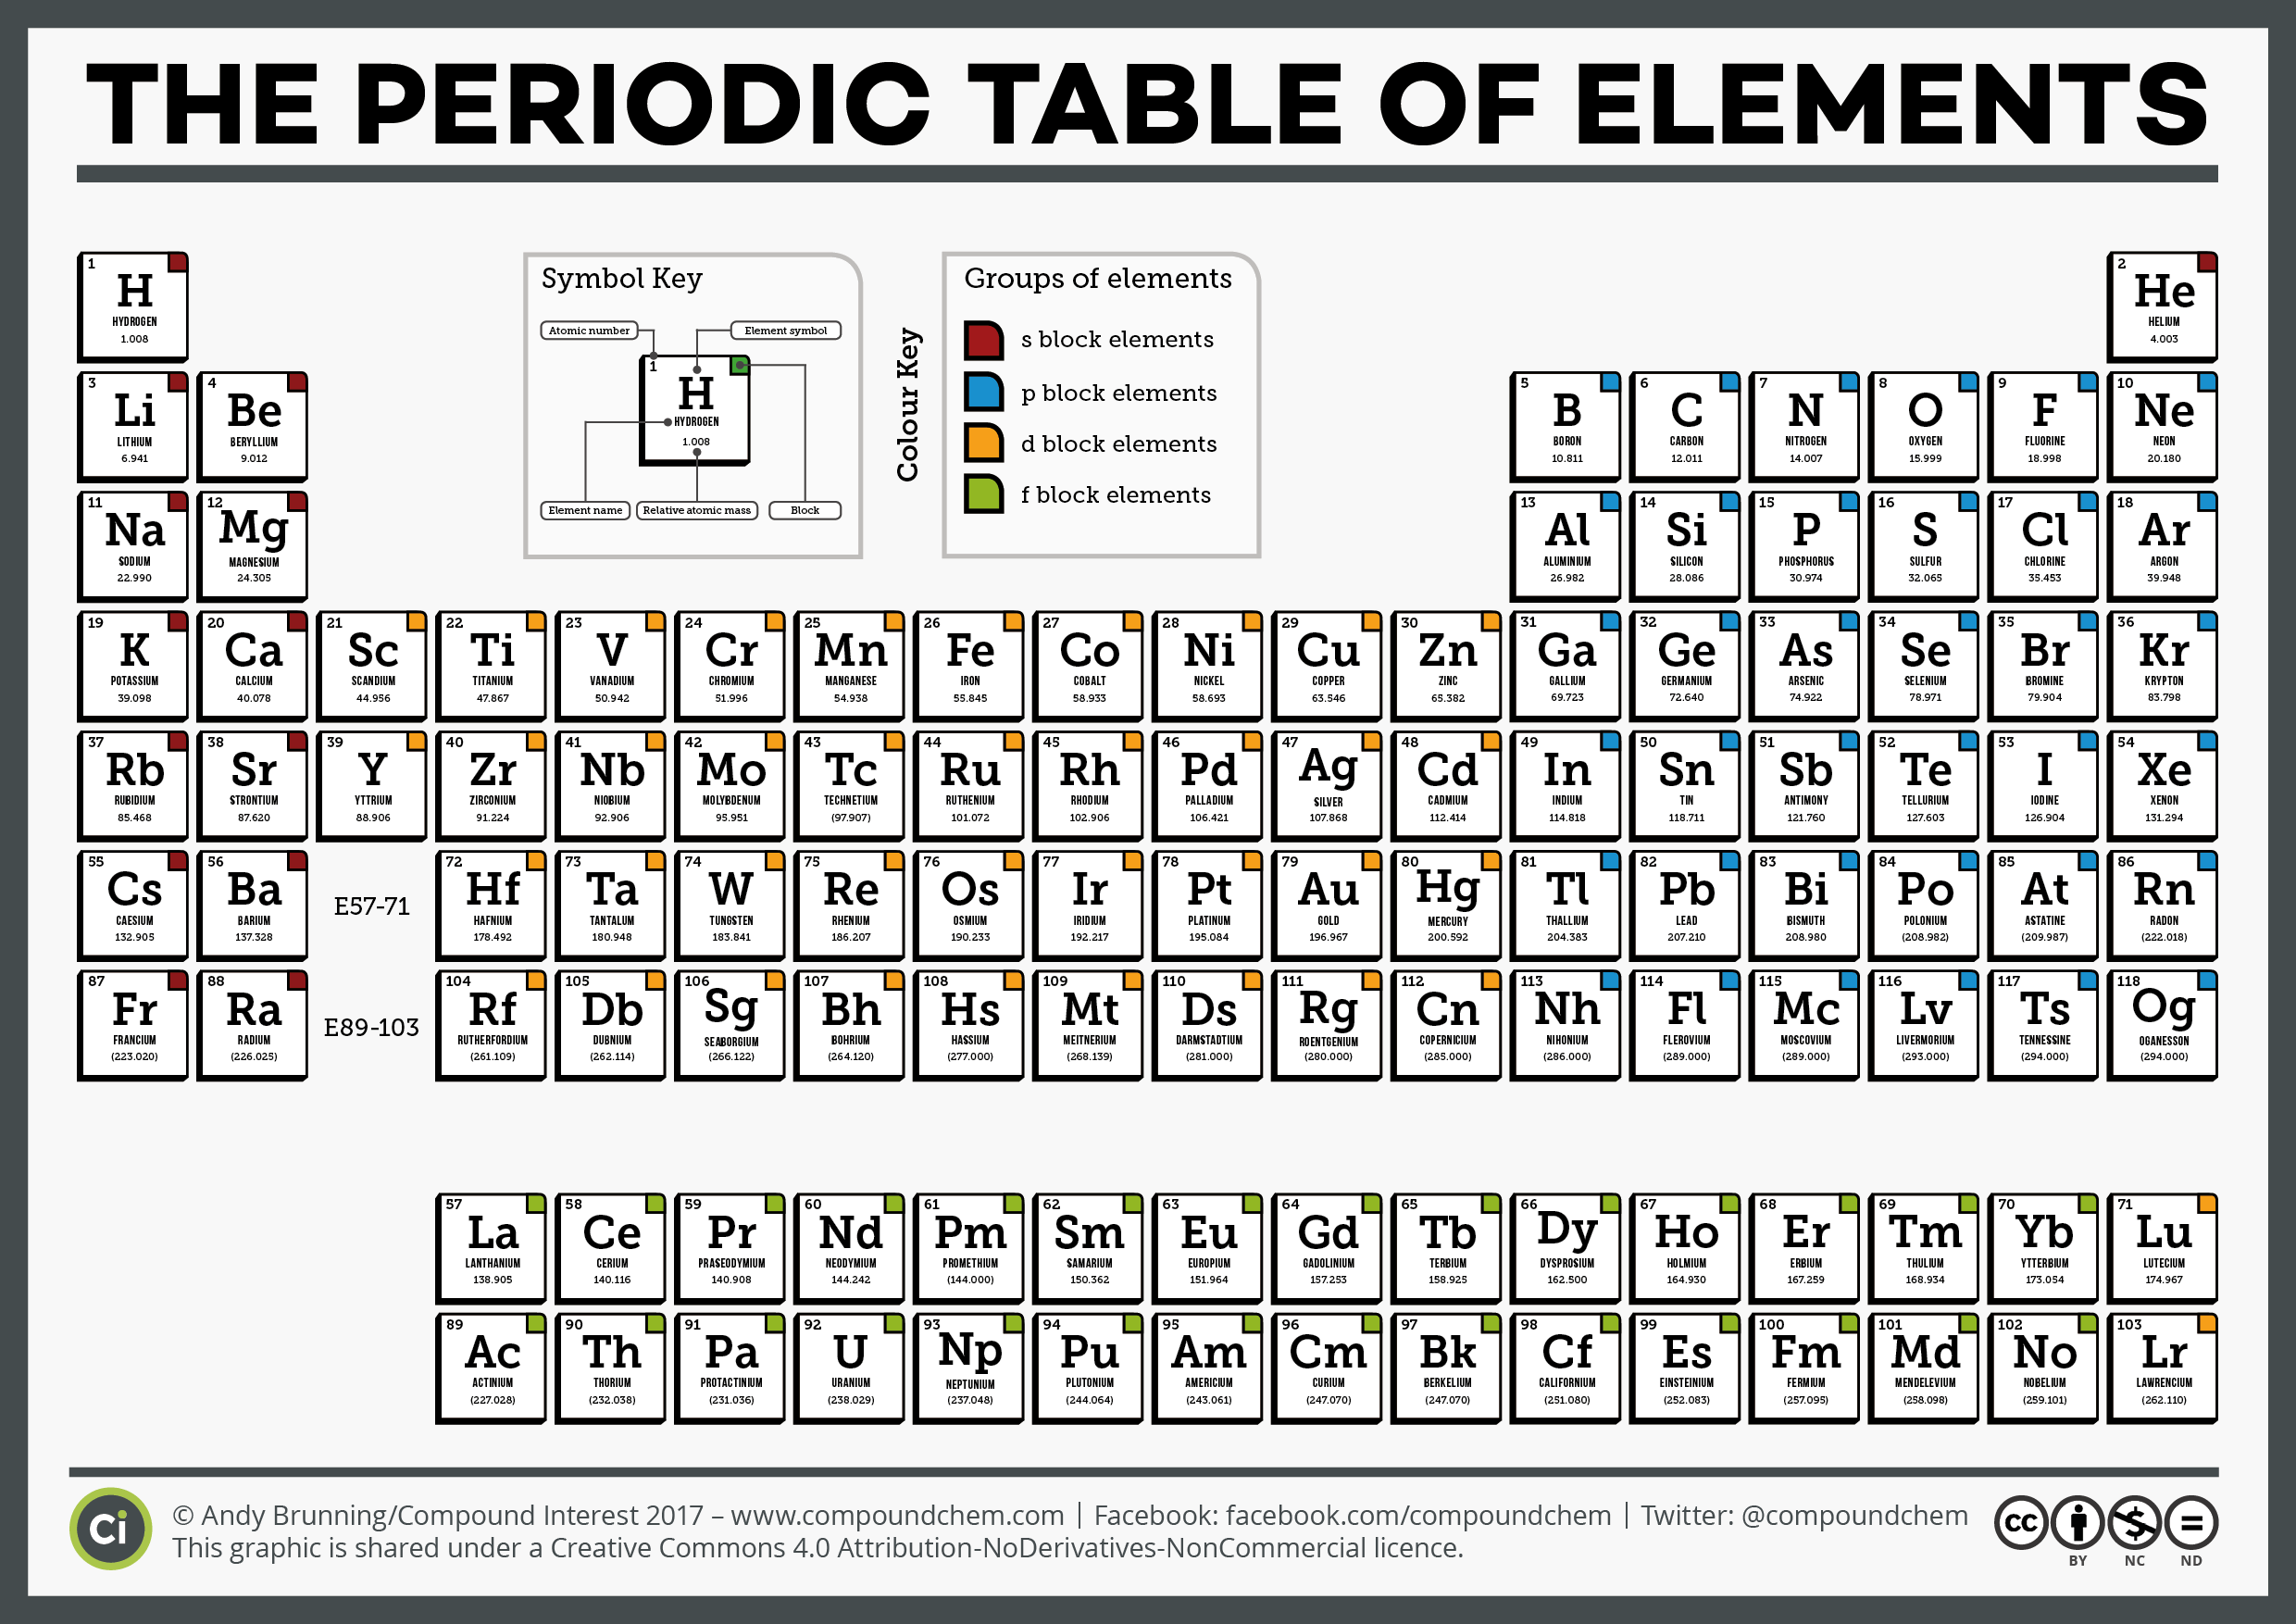 THE PERIODIC TABLE OF ELEMENTS
1
H
HYDROGEN
1.008
Symbol Key
Atomic number
Element symbol
1
H
HYDROGEN
1.008
Element name
Relative atomic mass
Block
Colour Key
Groups of elements
s block elements
p block elements
d block elements
f block elements
2
He
HELIUM
4.003
3
Li
LITHIUM
6.941
4
Be
BERYLLIUM
9.012
5
B
BORON
10.811
6
C
CARBON
12.011
7
N
NITROGEN
14.007
8
O
OXYGEN
15.999
9
F
FLUORINE
18.998
10
Ne
NEON
20.180
11
Na
SODIUM
22.990
12
Mg
MAGNESIUM
24.305
13
Al
ALUMINIUM
26.982
14
Si
SILICON
28.086
15
P
PHOSPHORUS
30.974
16
S
SULFUR
32.065
17
Cl
CHLORINE
35.453
18
Ar
ARGON
39.948
19
K
POTASSIUM
39.098
20
Ca
CALCIUM
40.078
21
Sc
SCANDIUM
44.956
22
Ti
TITANIUM
47.867
23
V
VANADIUM
50.942
24
Cr
CHROMIUM
51.996
25
Mn
MANGANESE
54.938
26
Fe
IRON
55.845
27
Co
COBALT
58.933
28
Ni
NICKEL
58.693
29
Cu
COPPER
63.546
30
Zn
ZINC
65.382
31
Ga
GALLIUM
69.723
32
Ge
GERMANIUM
72.640
33
As
ARSENIC
74.922
34
Se
SELENIUM
78.971
35
Br
BROMINE
79.904
36
Kr
KRYPTON
83.798
37
Rb
RUBIDIUM
85.468
38
Sr
STRONTIUM
87.620
39
Y
YTTRIUM
88.906
40
Zr
ZIRCONIUM
91.224
41
Nb
NIOBIUM
92.906
42
Mo
MOLYBDENUM
95.951
43
Tc
TECHNETIUM
(97.907)
44
Ru
RUTHENIUM
101.072
45
Rh
RHODIUM
102.906
46
Pd
PALLADIUM
106.421
47
Ag
SILVER
107.868
48
Cd
CADMIUM
112.414
49
In
INDIUM
114.818
50
Sn
TIN
118.711
51
Sb
ANTIMONY
121.760
52
Te
TELLURIUM
127.603
53
I
IODINE
126.904
54
Xe
XENON
131.294
55
Cs
CAESIUM
132.905
56
Ba
BARIUM
137.328
E57-71
72
Hf
HAFNIUM
178.492
73
Ta
TANTALUM
180.948
74
W
TUNGSTEN
183.841
75
Re
RHENIUM
186.207
76
Os
OSMIUM
190.233
77
Ir
IRIDIUM
192.217
78
Pt
PLATINUM
195.084
79
Au
GOLD
196.967
80
Hg
MERCURY
200.592
81
Tl
THALLIUM
204.383
82
Pb
LEAD
207.210
83
Bi
BISMUTH
208.980
84
Po
POLONIUM
(208.982)
85
At
ASTATINE
(209.987)
86
Rn
RADON
(222.018)
87
Fr
FRANCIUM
(223.020)
88
Ra
RADIUM
(226.025)
E89-103
104
Rf
RUTHERFORDIUM
(261.109)
105
Db
DUBNIUM
(262.114)
106
Sg
SEABORGIUM
(266.122)
107
Bh
BOHRIUM
(264.120)
108
Hs
HASSIUM
(277.000)
109
Mt
MEITNERIUM
(268.139)
110
Ds
DARMSTADTIUM
(281.000)
111
Rg
ROENTGENIUM
(280.000)
112
Cn
COPERNICIUM
(285.000)
113
Nh
NIHONIUM
(286.000)
114
Fl
FLEROVIUM
(289.000)
115
Mc
MOSCOVIUM
(289.000)
116
Lv
LIVERMORIUM
(293.000)
117
Ts
TENNESSINE
(294.000)
118
Og
OGANESSON
(294.000)
57
La
LANTHANIUM
138.905
58
Ce
CERIUM
140.116
59
Pr
PRASEODYMIUM
140.908
60
Nd
NEODYMIUM
144.242
61
Pm
PROMETHIUM
(144.000)
62
Sm
SAMARIUM
150.362
63
Eu
EUROPIUM
151.964
64
Gd
GADOLINIUM
157.253
65
Tb
TERBIUM
158.925
66
Dy
DYSPROSIUM
162.500
67
Ho
HOLMIUM
164.930
68
Er
ERBIUM
167.259
69
Tm
THULIUM
168.934
70
Yb
YTTERBIUM
173.054
71
Lu
LUTECIUM
174.967
89
Ac
ACTINIUM
(227.028)
90
Th
THORIUM
(232.038)
91
Pa
PROTACTINIUM
(231.036)
92
U
URANIUM
(238.029)
93
Np
NEPTUNIUM
(237.048)
94
Pu
PLUTONIUM
(244.064)
95
Am
AMERICIUM
(243.061)
96
Cm
CURIUM
(247.070)
97
Bk
BERKELIUM
(247.070)
98
Cf
CALIFORNIUM
(251.080)
99
Es
EINSTEINIUM
(252.083)
100
Fm
FERMIUM
(257.095)
101
Md
MENDELEVIUM
(258.098)
102
No
NOBELIUM
(259.101)
103
Lr
LAWRENCIUM
(262.110)
Ci
© Andy Brunning/Compound Interest 2017 – www.compoundchem.com | Facebook: facebook.com/compoundchem | Twitter: @compoundchem
This graphic is shared under a Creative Commons 4.0 Attribution-NoDerivatives-NonCommercial licence.
cc
BY NC ND